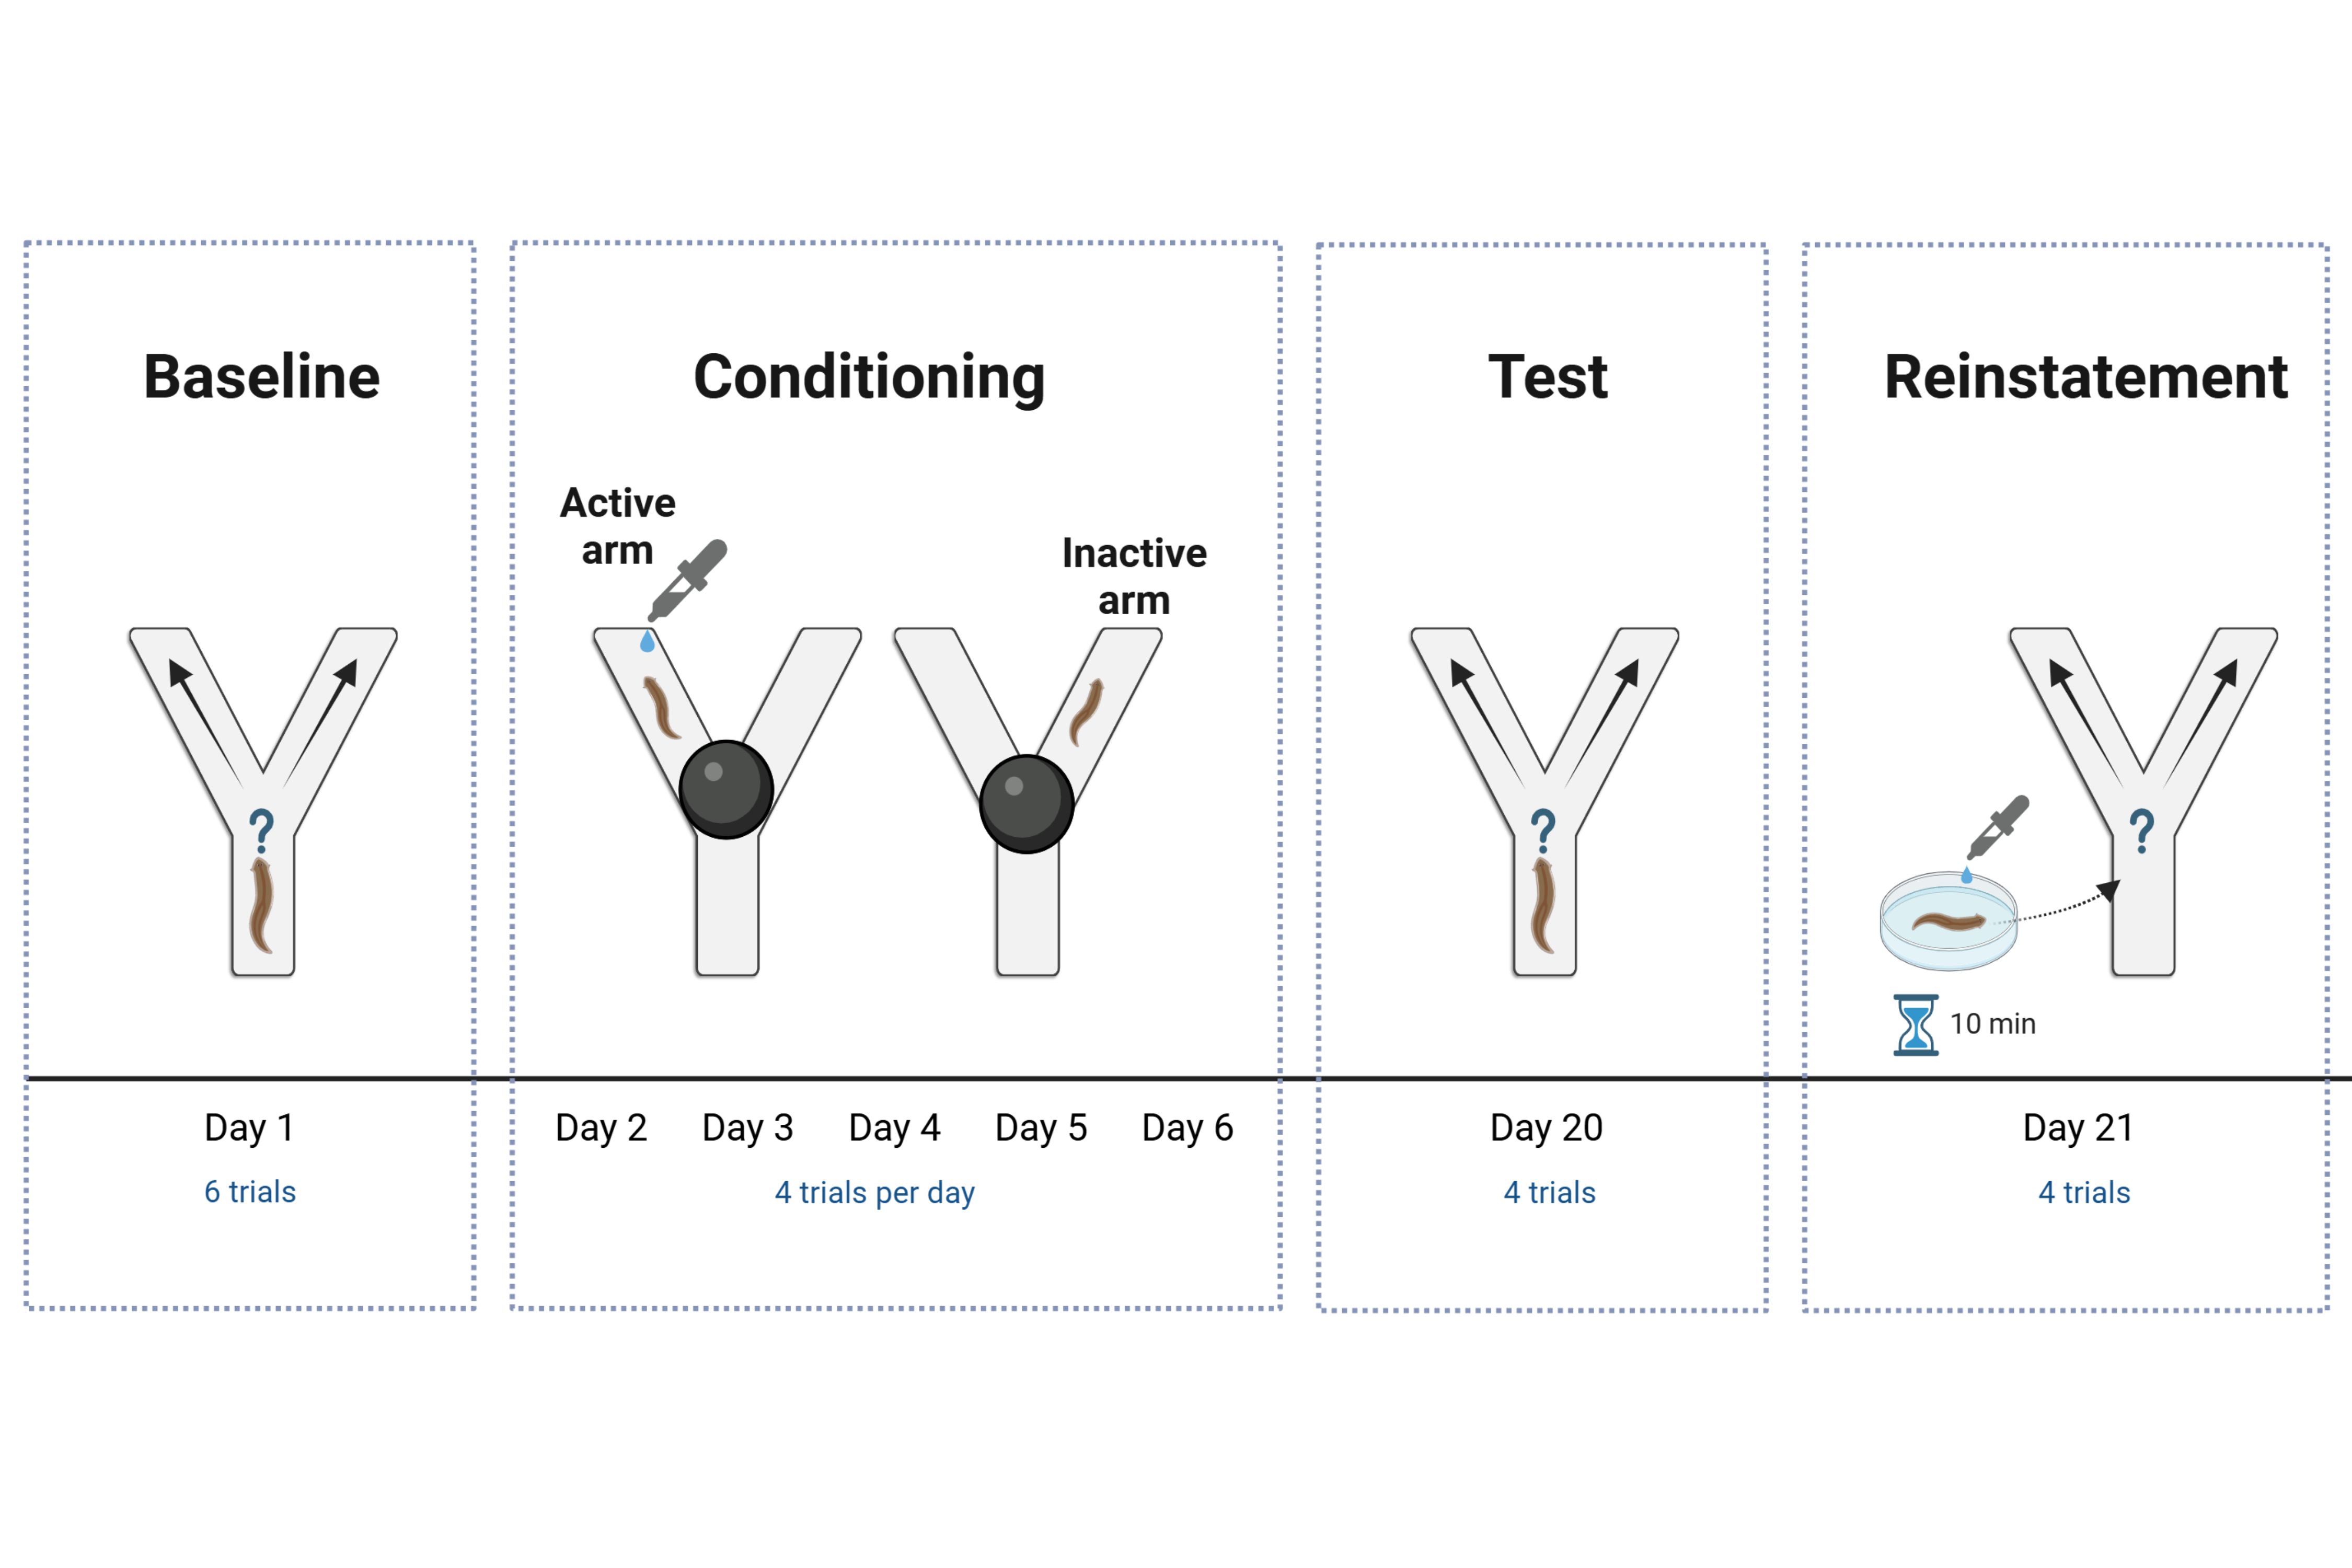 Baseline
Conditioning
Test
Reinstatement
Active
arm
Inactive
arm
?
?
?
10 min
Day 1
Day 2
Day 3
Day 4
Day 5
Day 6
Day 20
Day 21
6 trials
4 trials per day
4 trials
4 trials